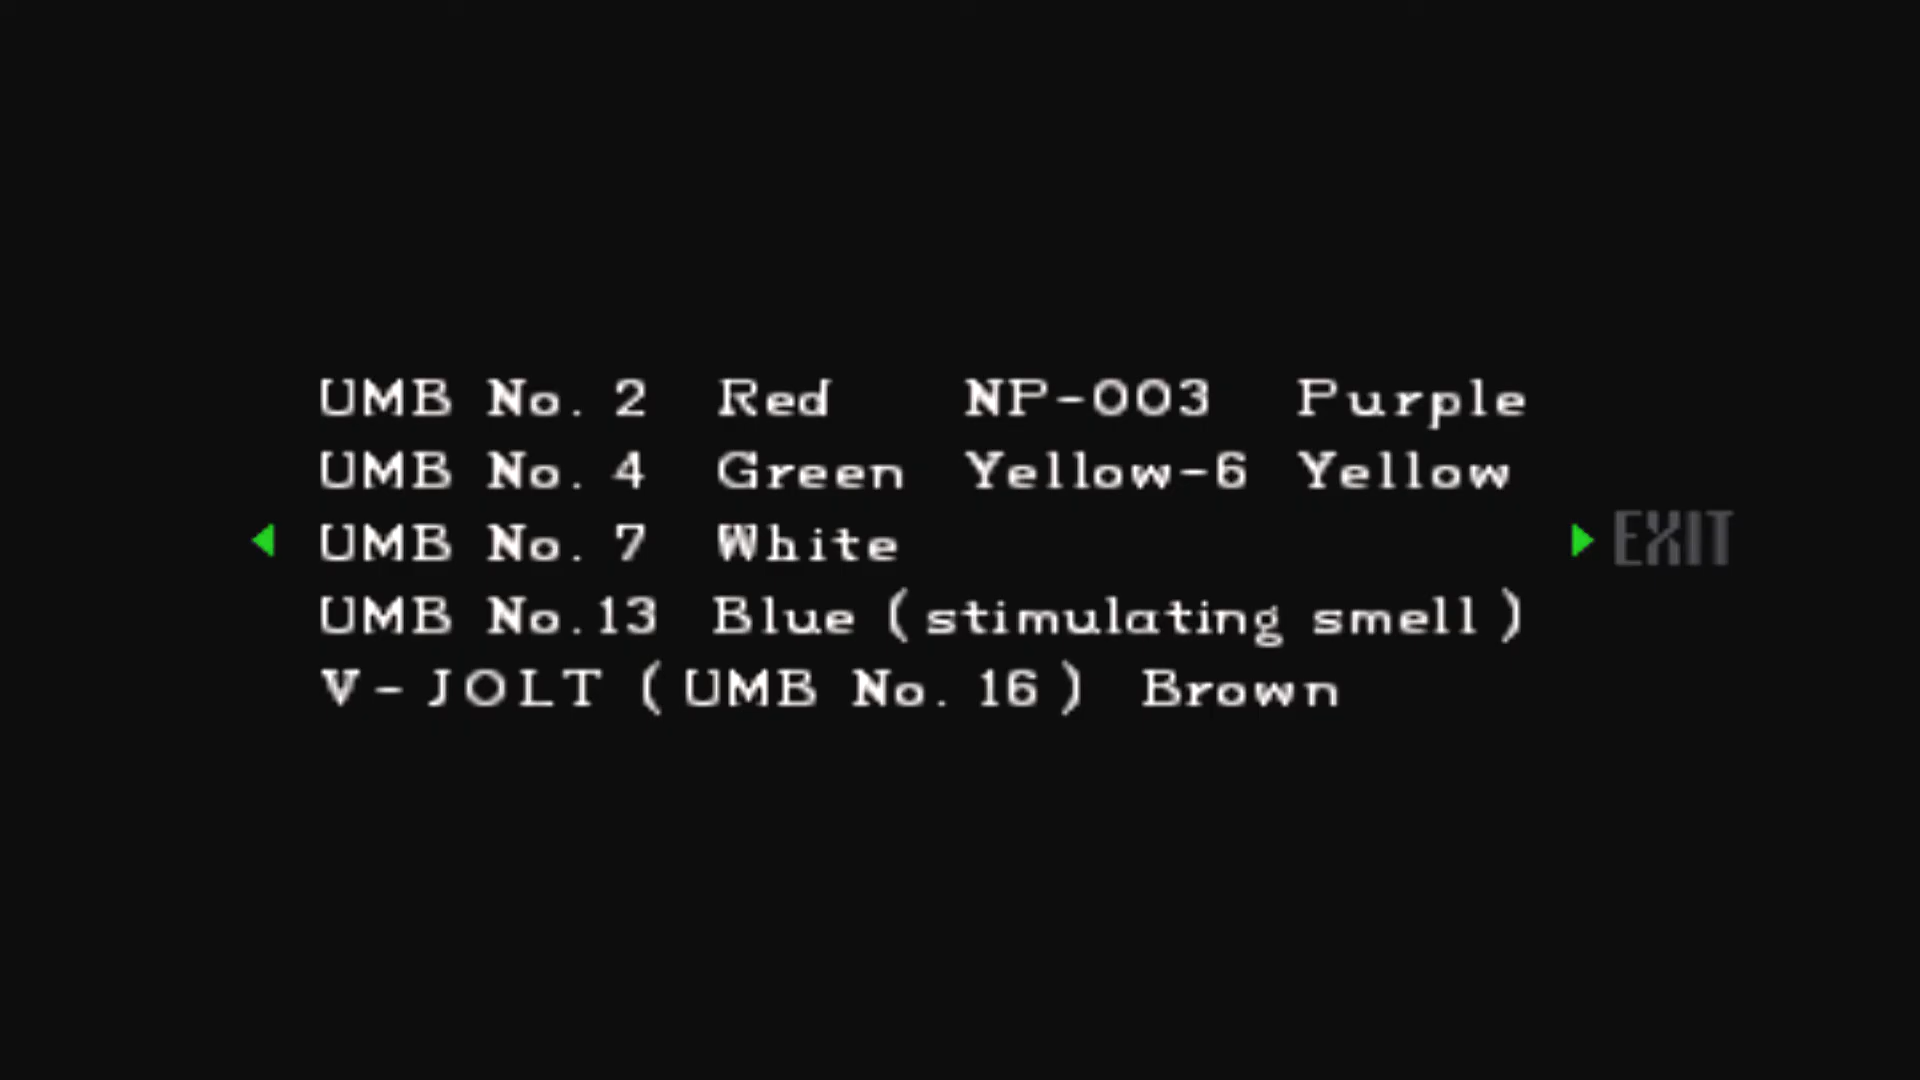 UMB No. 2 Red NP-003 Purple
UMB No. 4 Green Yellow-6 Yellow
UMB No. 7 White
EXIT
UMB No.13 Blue (stimulating smell)
V-JOLT (UMB No. 16) Brown